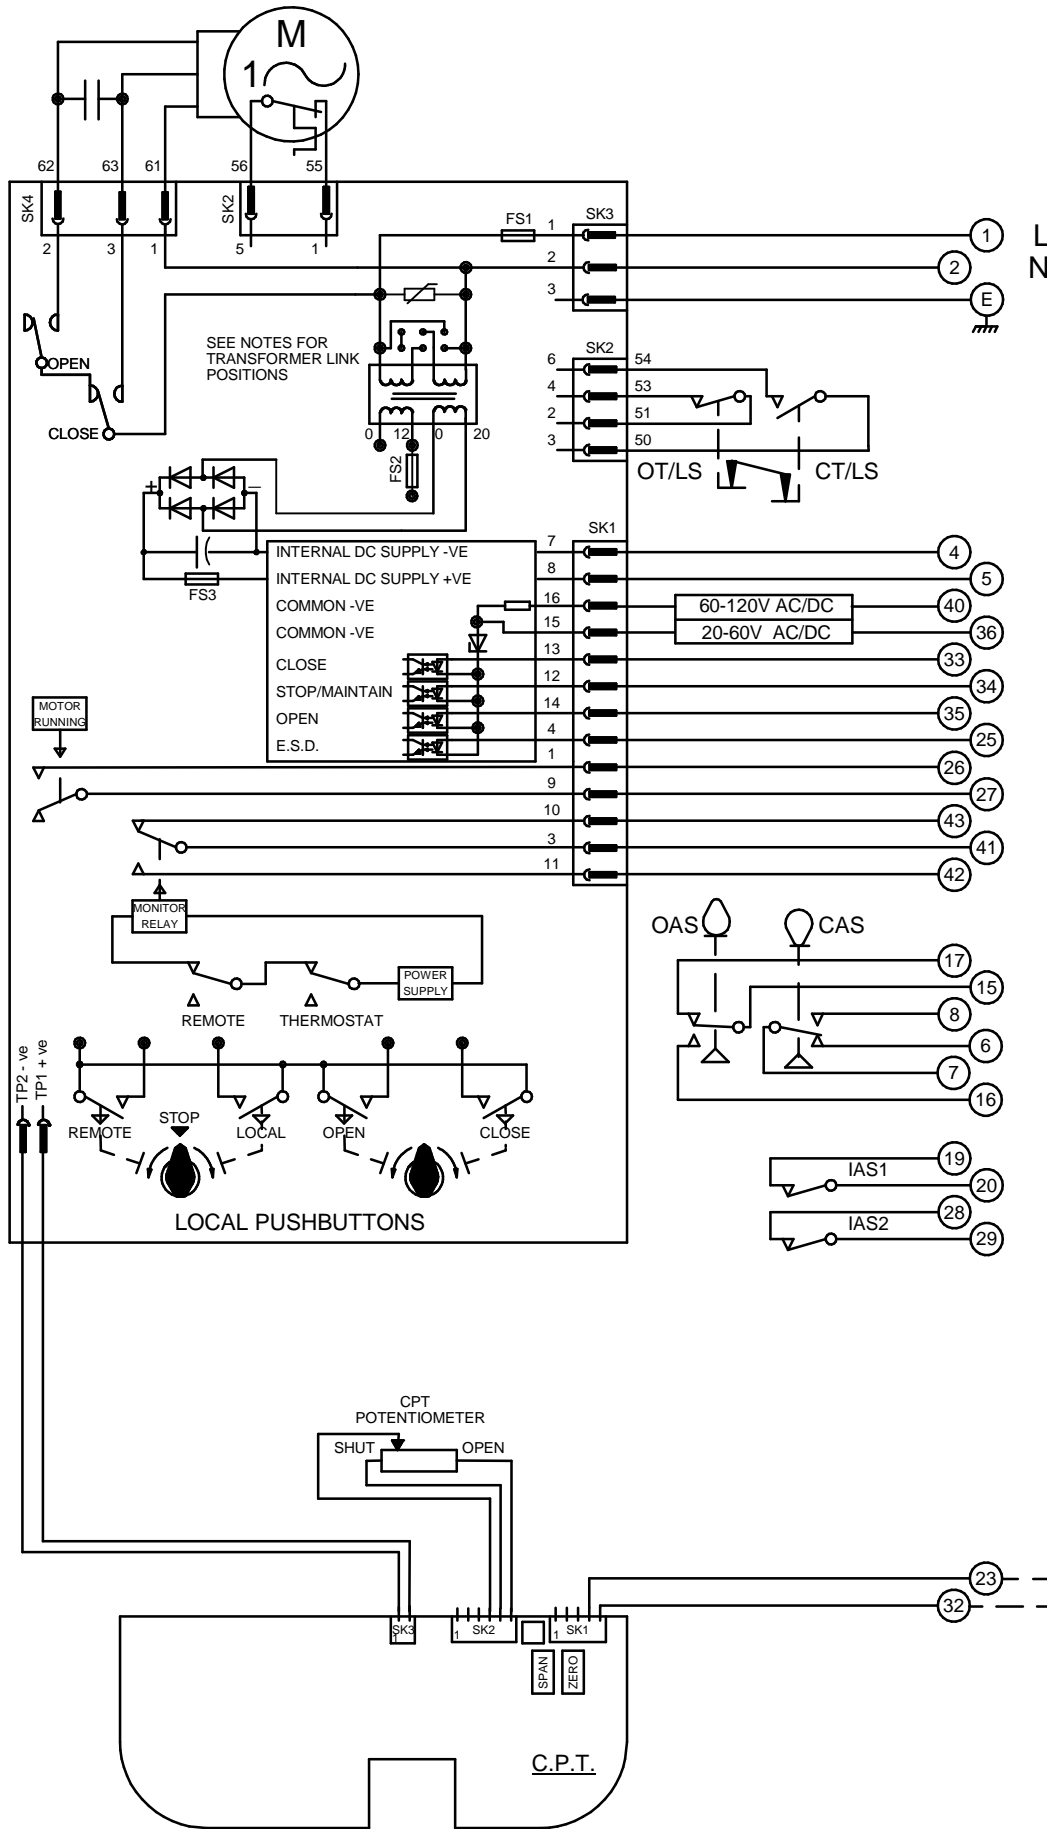 M
1
62
63
61
56
55
SK4
SK2
2
3
1
5
1
FS1
1
SK3
1
L
2
2
N
3
E
SEE NOTES FOR
TRANSFORMER LINK
POSITIONS
OPEN
CLOSE
0
12
0
20
FS2
SK2
6
54
4
53
2
51
3
50
OT/LS
CT/LS
+
−
FS3
SK1
INTERNAL DC SUPPLY -VE
7
4
INTERNAL DC SUPPLY +VE
8
5
COMMON -VE
16
60-120V AC/DC
40
COMMON -VE
15
20-60V AC/DC
36
CLOSE
13
33
STOP/MAINTAIN
12
34
OPEN
14
35
E.S.D.
4
25
MOTOR
RUNNING
1
26
9
27
10
43
3
41
11
42
MONITOR
RELAY
POWER
SUPPLY
REMOTE
THERMOSTAT
OAS
CAS
17
15
8
6
7
16
TP2 - ve
TP1 + ve
REMOTE
STOP
LOCAL
OPEN
CLOSE
LOCAL PUSHBUTTONS
IAS1
19
20
IAS2
28
29
CPT
POTENTIOMETER
SHUT
OPEN
23
32
SK3
1
SK2
1
SK1
1
SPAN
ZERO
C.P.T.